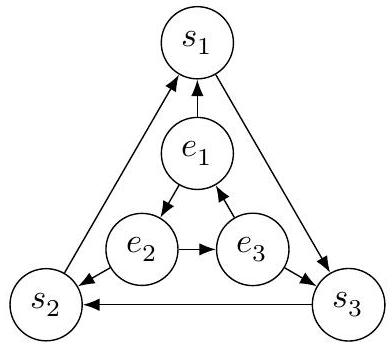 s₁
e₁
e₂ e₃
s₂ s₃